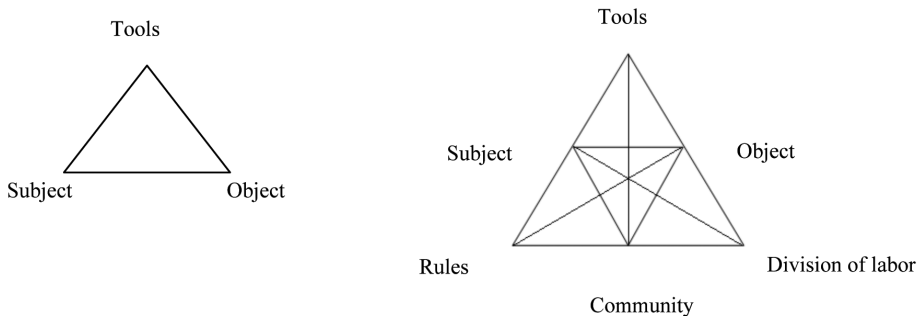 Tools
Subject
Object
Tools
Subject
Object
Rules
Division of labor
Community